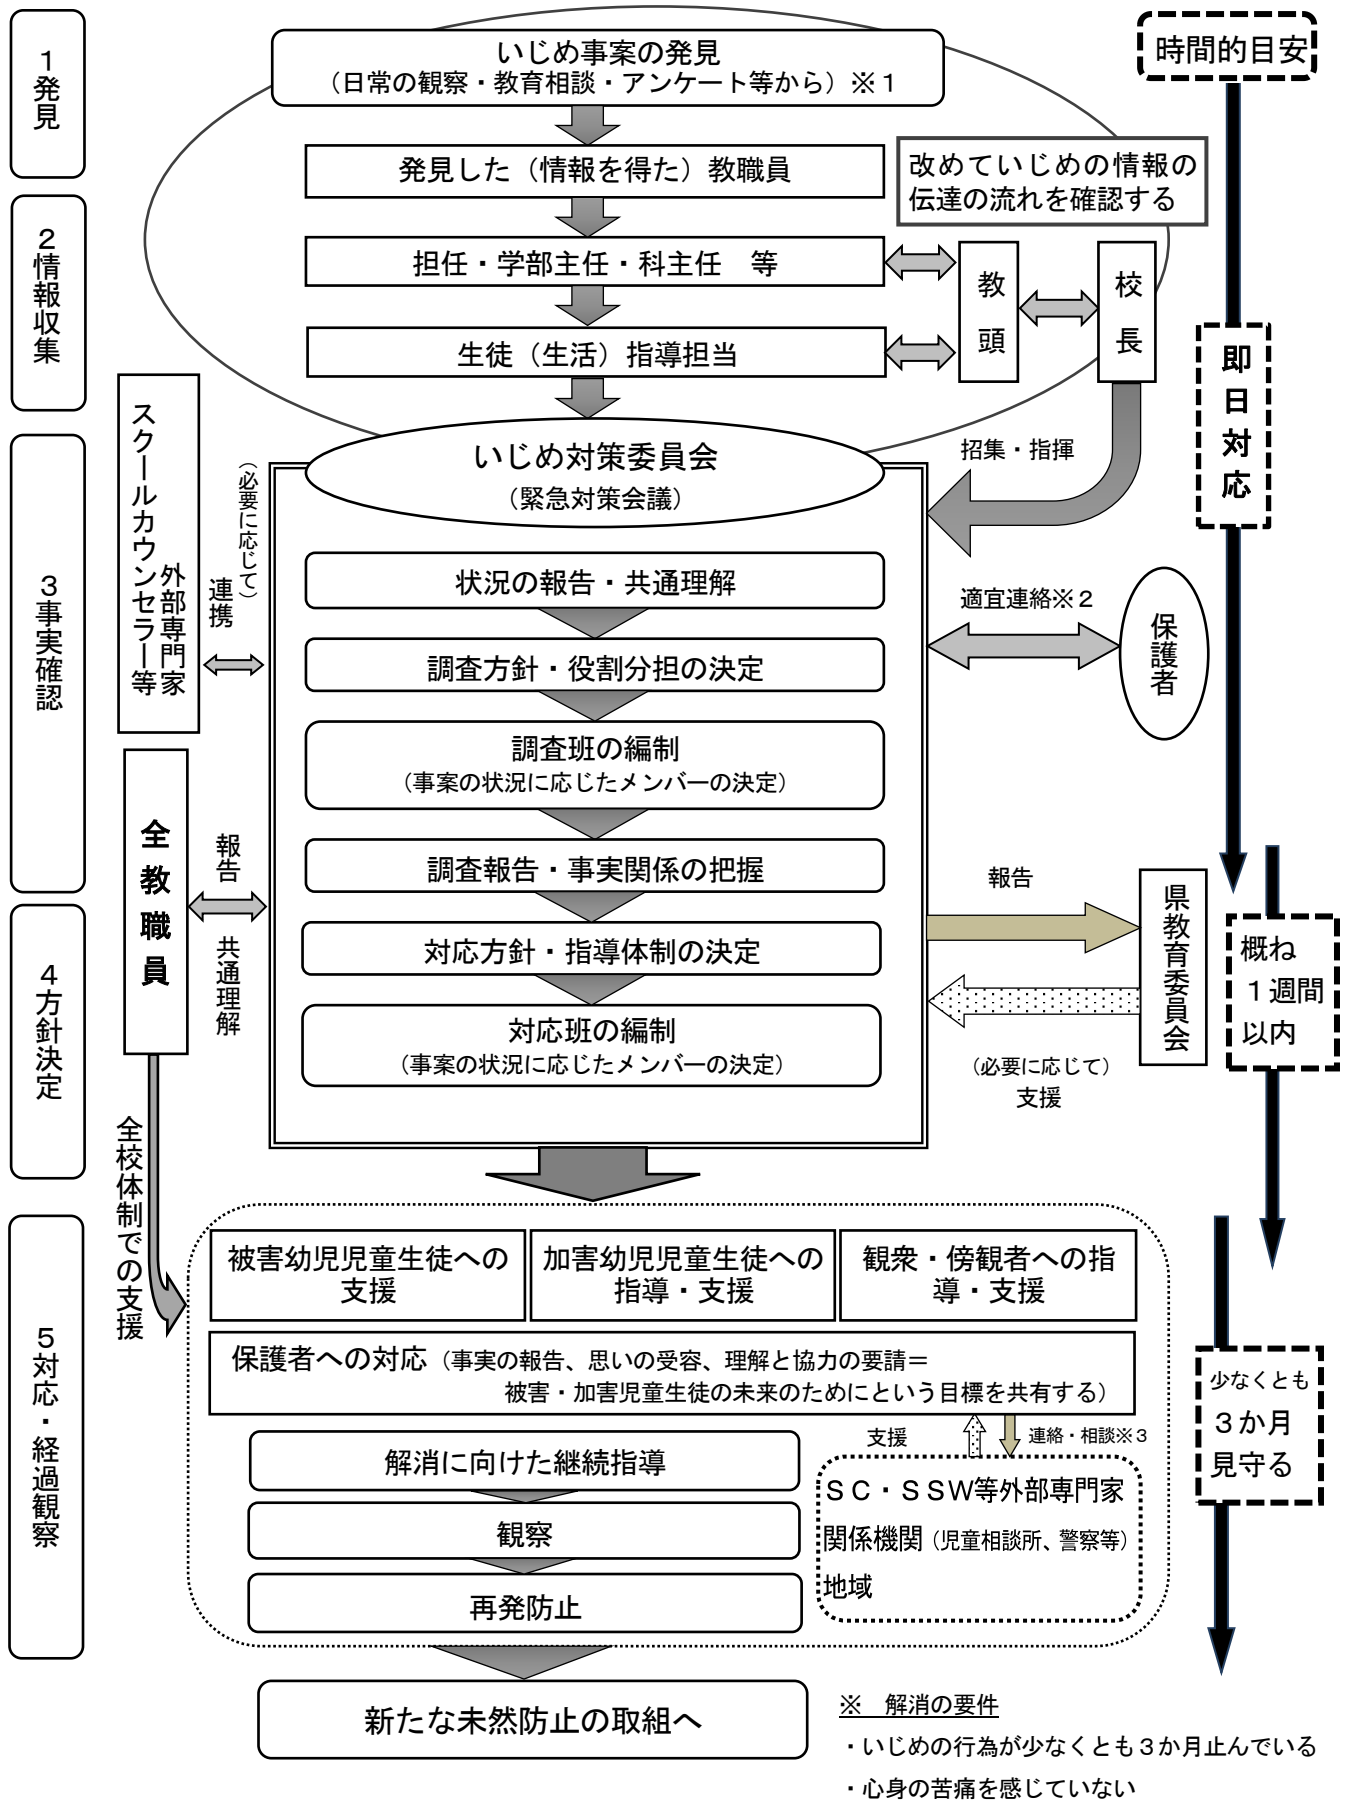 １発見
いじめ事案の発見
（日常の観察・教育相談・アンケート等から）※１
時間的目安
発見した（情報を得た）教職員
改めていじめの情報の
伝達の流れを確認する
２情報収集
担任・学部主任・科主任　等
教頭
校長
生徒（生活）指導担当
即日対応
いじめ対策委員会
（緊急対策会議）
招集・指揮
スクールカウンセラー等
外部専門家
（必要に応じて）
連携
３事実確認
状況の報告・共通理解
適宜連絡※２
保護者
調査方針・役割分担の決定
調査班の編制
（事案の状況に応じたメンバーの決定）
全教職員
報告
共通理解
調査報告・事実関係の把握
報告
県教育委員会
概ね
１週間
以内
４方針決定
対応方針・指導体制の決定
対応班の編制
（事案の状況に応じたメンバーの決定）
（必要に応じて）
支援
全校体制での支援
５対応・経過観察
被害幼児児童生徒への
支援
加害幼児児童生徒への
指導・支援
観衆・傍観者への指
導・支援
保護者への対応（事実の報告、思いの受容、理解と協力の要請＝
被害・加害児童生徒の未来のためにという目標を共有する）
少なくとも
３か月
見守る
支援
連絡・相談※３
解消に向けた継続指導
ＳＣ・ＳＳＷ等外部専門家
関係機関（児童相談所、警察等）
地域
観察
再発防止
新たな未然防止の取組へ
※　解消の要件
・いじめの行為が少なくとも３か月止んでいる
・心身の苦痛を感じていない